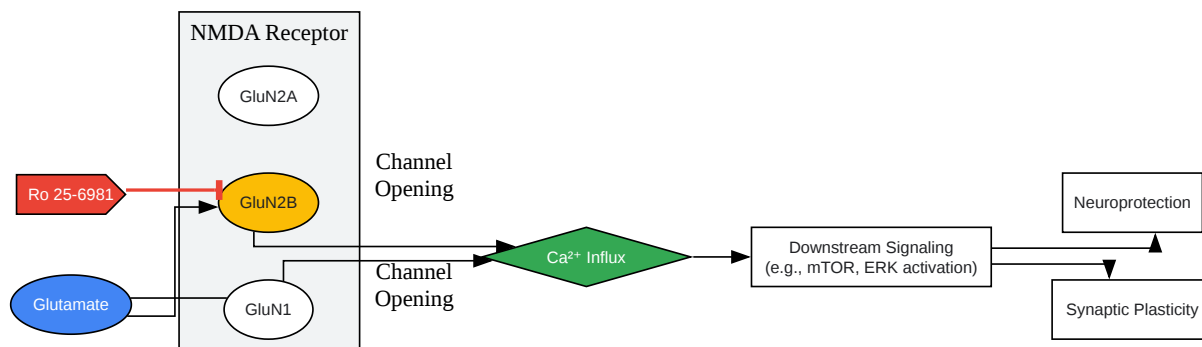 NMDA Receptor
GluN2A
Channel
Opening
Ro 25-6981
GluN2B
Neuroprotection
Ca²⁺ Influx
Downstream Signaling
(e.g., mTOR, ERK activation)
Channel
Opening
Glutamate
GluN1
Synaptic Plasticity